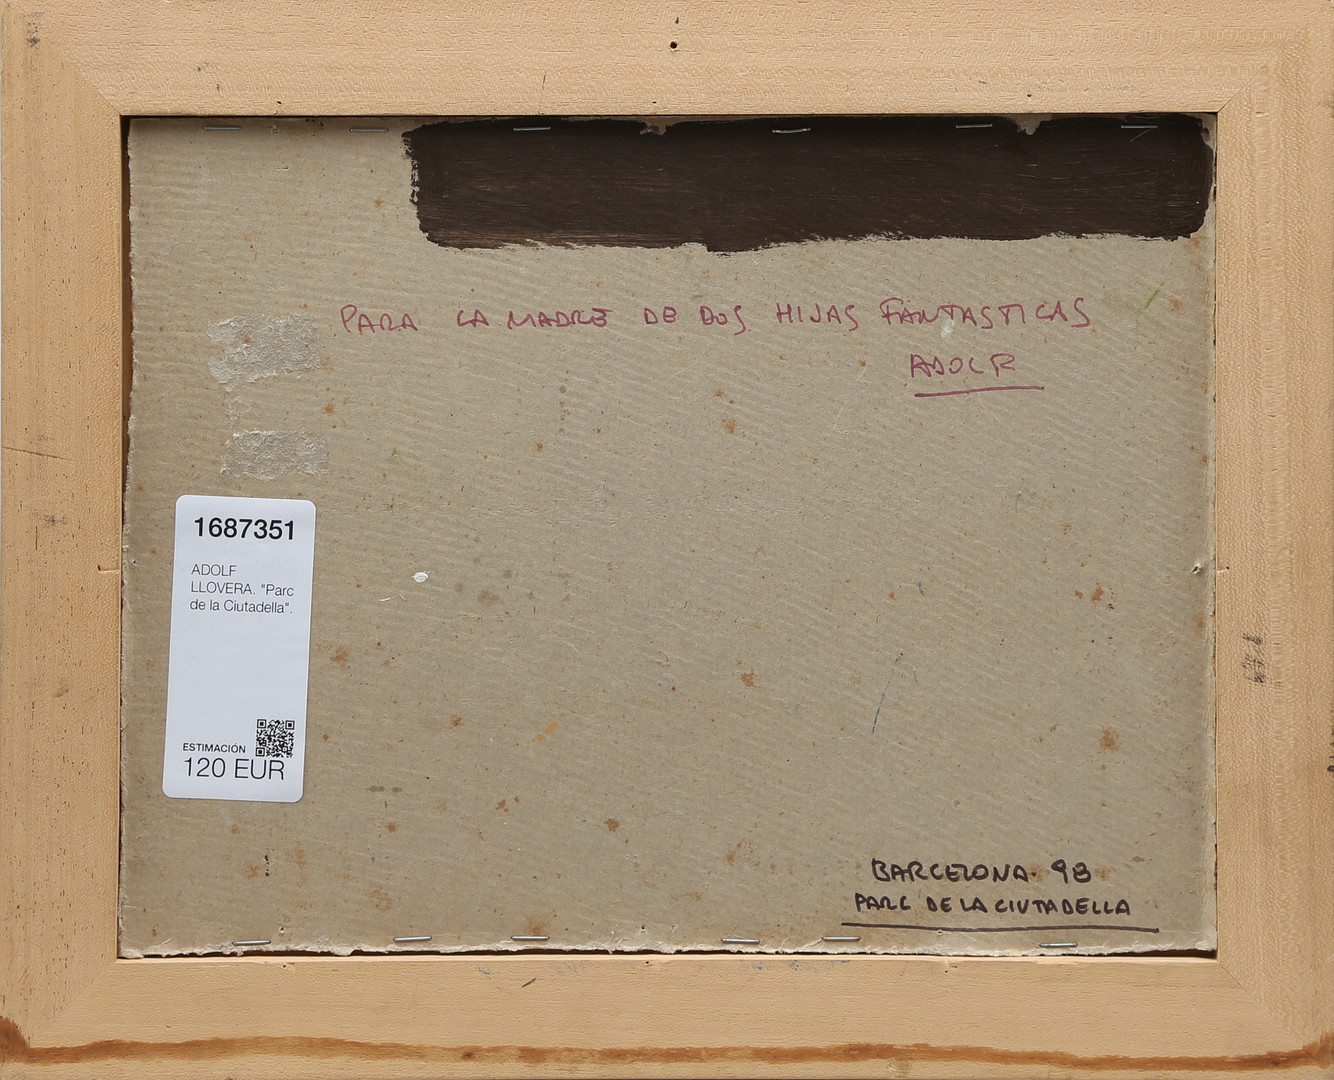 PARA LA MADRE DE DOS HIJAS FANTASTICAS
ADOLF
1687351
ADOLF
LLOVERA. "Parc
de la Ciutadella".
ESTIMACIÓN
120 EUR
BARCELONA. 98
PARC DE LA CIUTADELLA